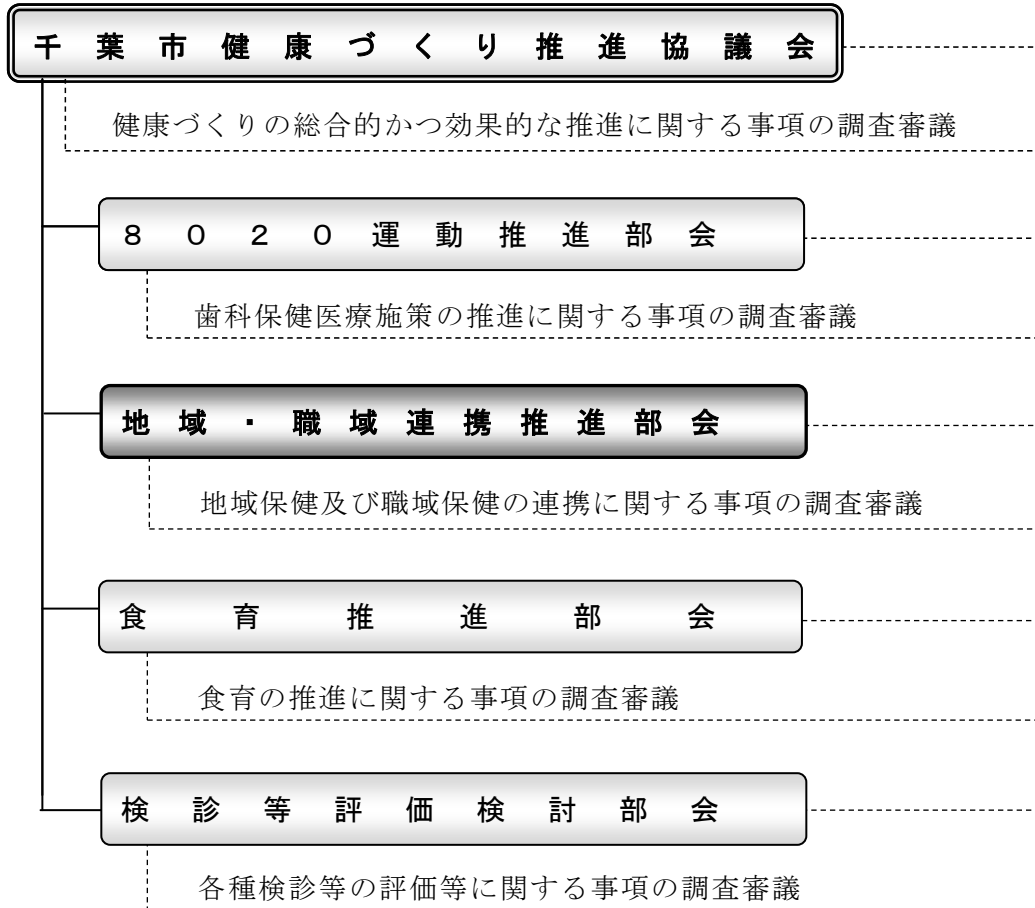 千葉市健康づくり推進協議会
健康づくりの総合的かつ効果的な推進に関する事項の調査審議
８０２０運動推進部会
歯科保健医療施策の推進に関する事項の調査審議
地域・職域連携推進部会
地域保健及び職域保健の連携に関する事項の調査審議
食育推進部会
食育の推進に関する事項の調査審議
検診等評価検討部会
各種検診等の評価等に関する事項の調査審議